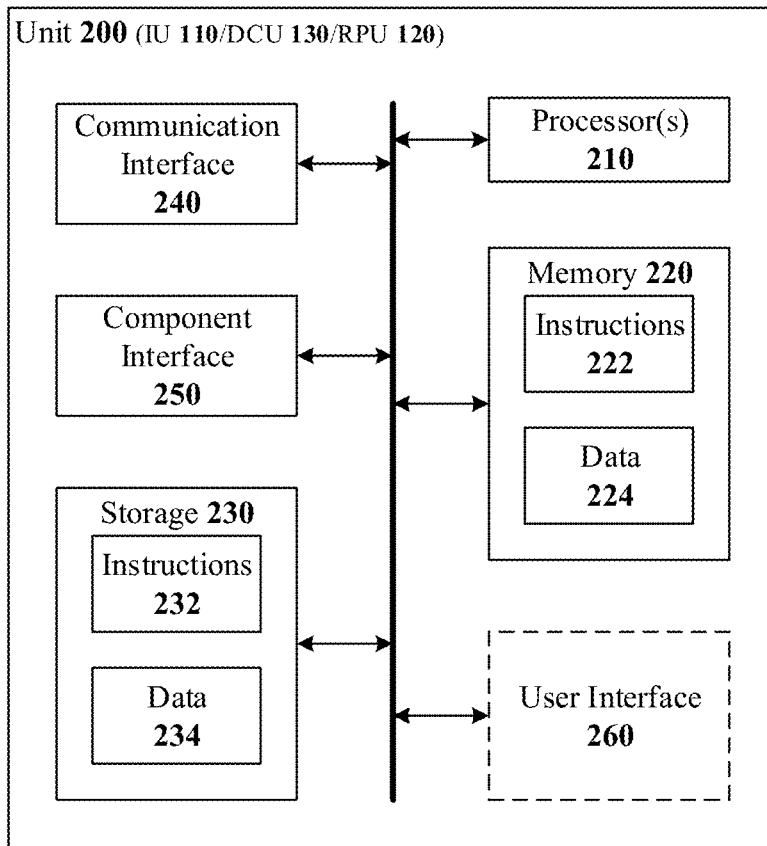 Unit 200 (IU 110/DCU 130/RPU 120)
Communication
Interface
240
Processor(s)
210
Component
Interface
250
Memory 220
Instructions
222
Data
224
Storage 230
Instructions
232
Data
234
User Interface
260